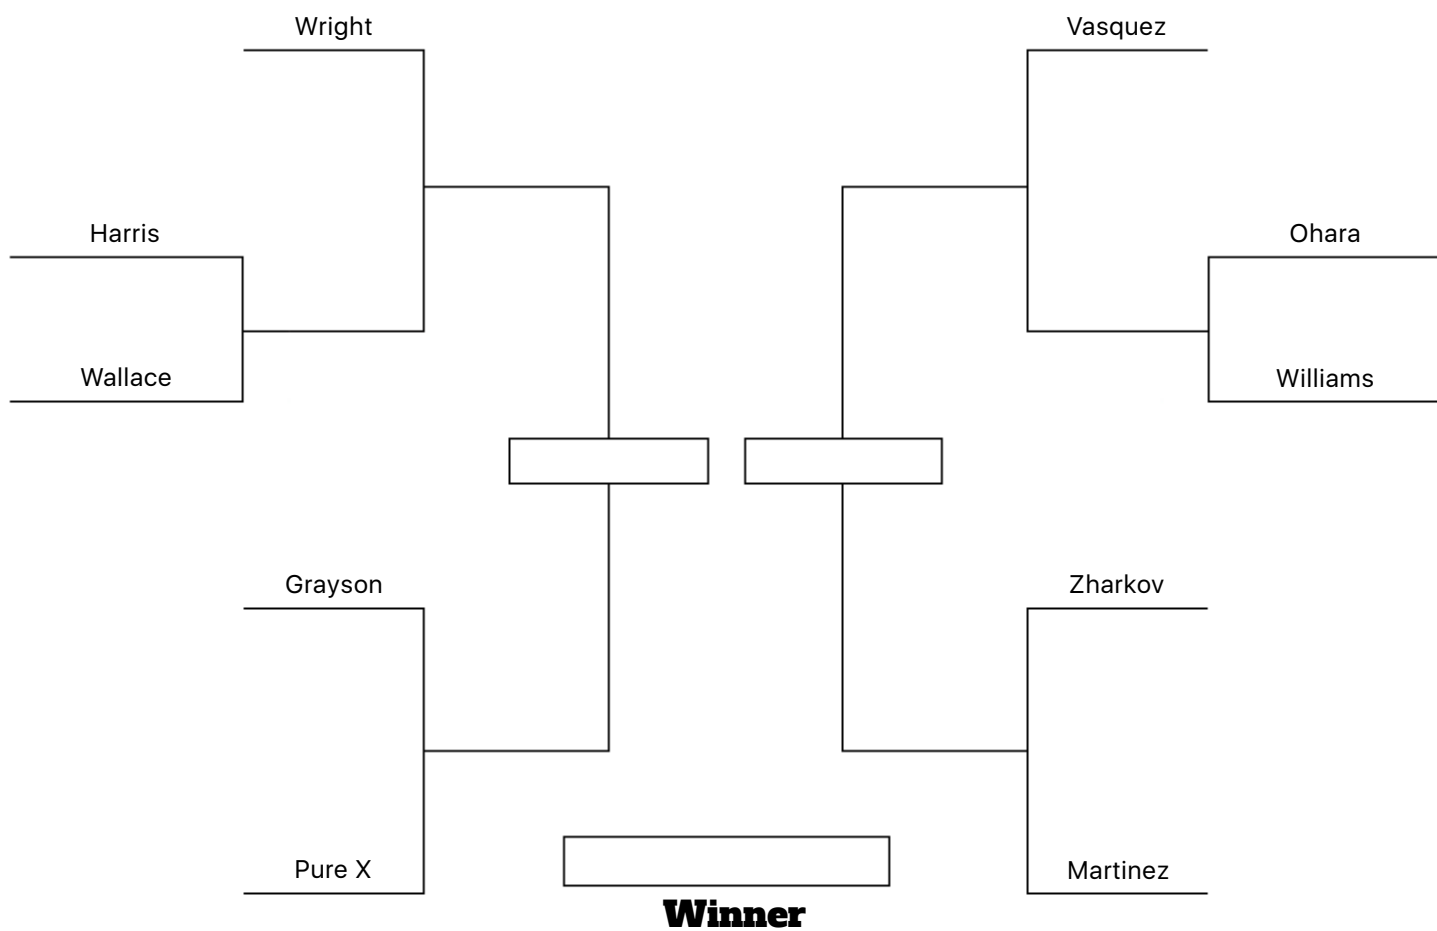 Wright
Vasquez
Harris
Ohara
Wallace
Williams
Grayson
Zharkov
Pure X
Martinez
Winner